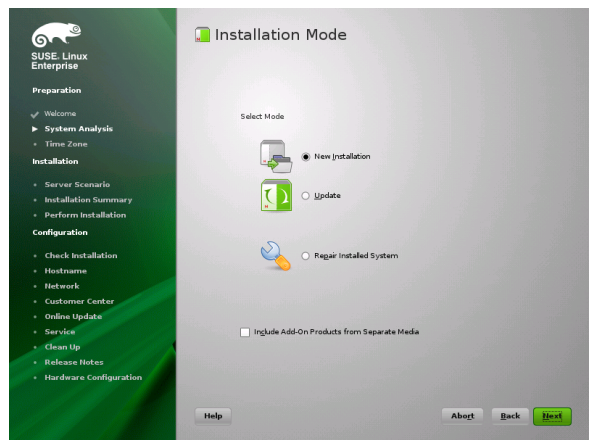 SUSE Linux
Enterprise
Preparation
Welcome
System Analysis
Time Zone
Installation
Server Scenario
Installation Summary
Perform Installation
Configuration
Check Installation
Hostname
Network
Customer Center
Online Update
Service
Clean Up
Release Notes
Hardware Configuration
Installation Mode
Select Mode
New Installation
Update
Repair Installed System
Include Add-On Products from Separate Media
Help
Abort
Back
Next